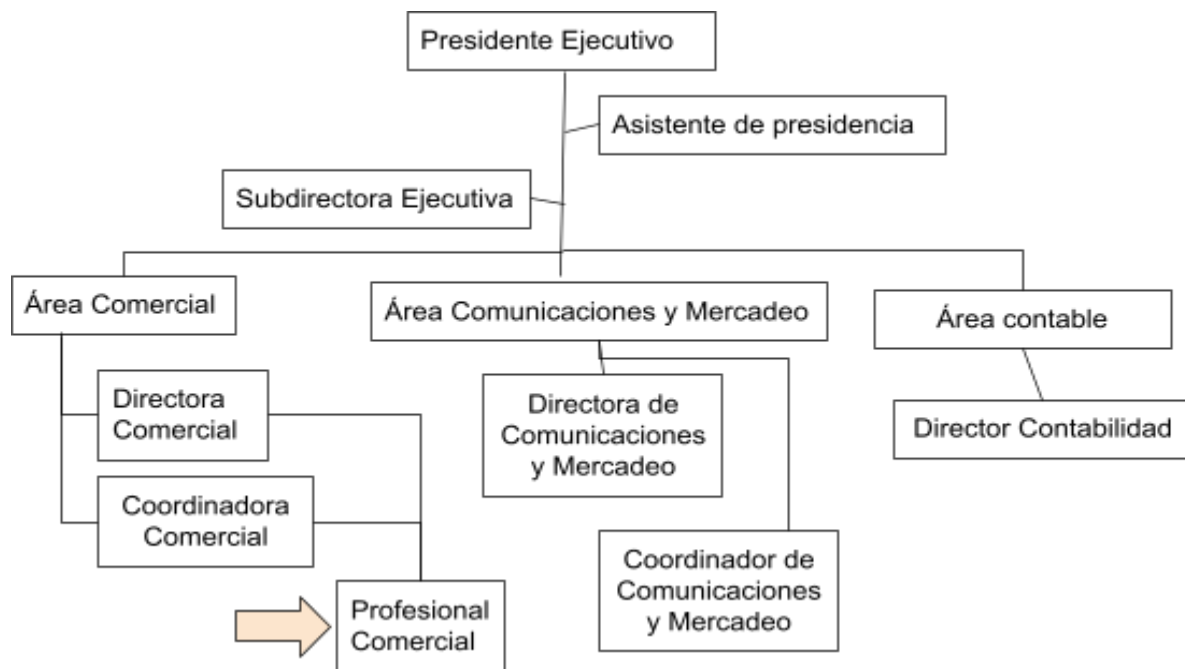 Presidente Ejecutivo
Asistente de presidencia
Subdirectora Ejecutiva
Área Comercial
Área Comunicaciones y Mercadeo
Área contable
Directora
Comercial
Directora de
Comunicaciones
y Mercadeo
Director Contabilidad
Coordinadora
Comercial
Coordinador de
Comunicaciones
y Mercadeo
Profesional
Comercial